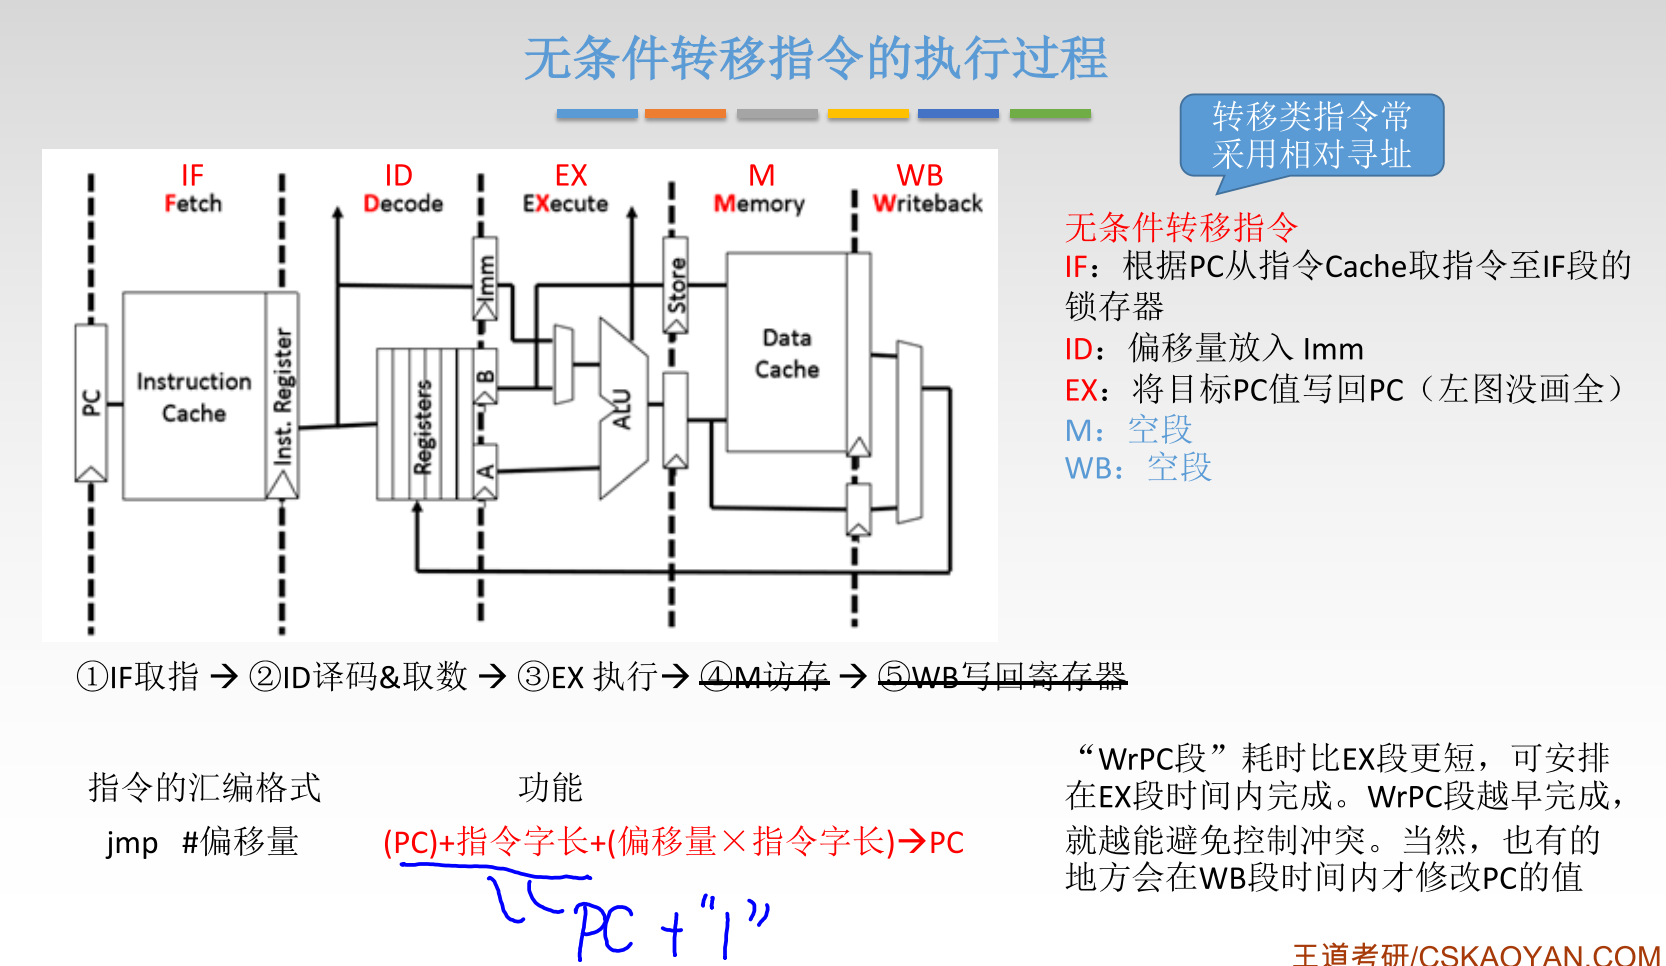 无条件转移指令的执行过程
转移类指令常
采用相对寻址
IF ID EX M WB
Fetch Decode EXecute Memory Writeback
PC
Instruction
Cache
Inst. Register
Registers
Imm
B
A
ALU
Store
Data
Cache
无条件转移指令
IF：根据PC从指令Cache取指令至IF段的
锁存器
ID：偏移量放入 Imm
EX：将目标PC值写回PC（左图没画全）
M：空段
WB：空段
①IF取指 → ②ID译码&取数 → ③EX 执行→ ④M访存 → ⑤WB写回寄存器
指令的汇编格式 功能
jmp #偏移量 (PC)+指令字长+(偏移量×指令字长)→PC
PC + “1”
“WrPC段”耗时比EX段更短，可安排
在EX段时间内完成。WrPC段越早完成，
就越能避免控制冲突。当然，也有的
地方会在WB段时间内才修改PC的值
王道考研/CSKAOYAN.COM